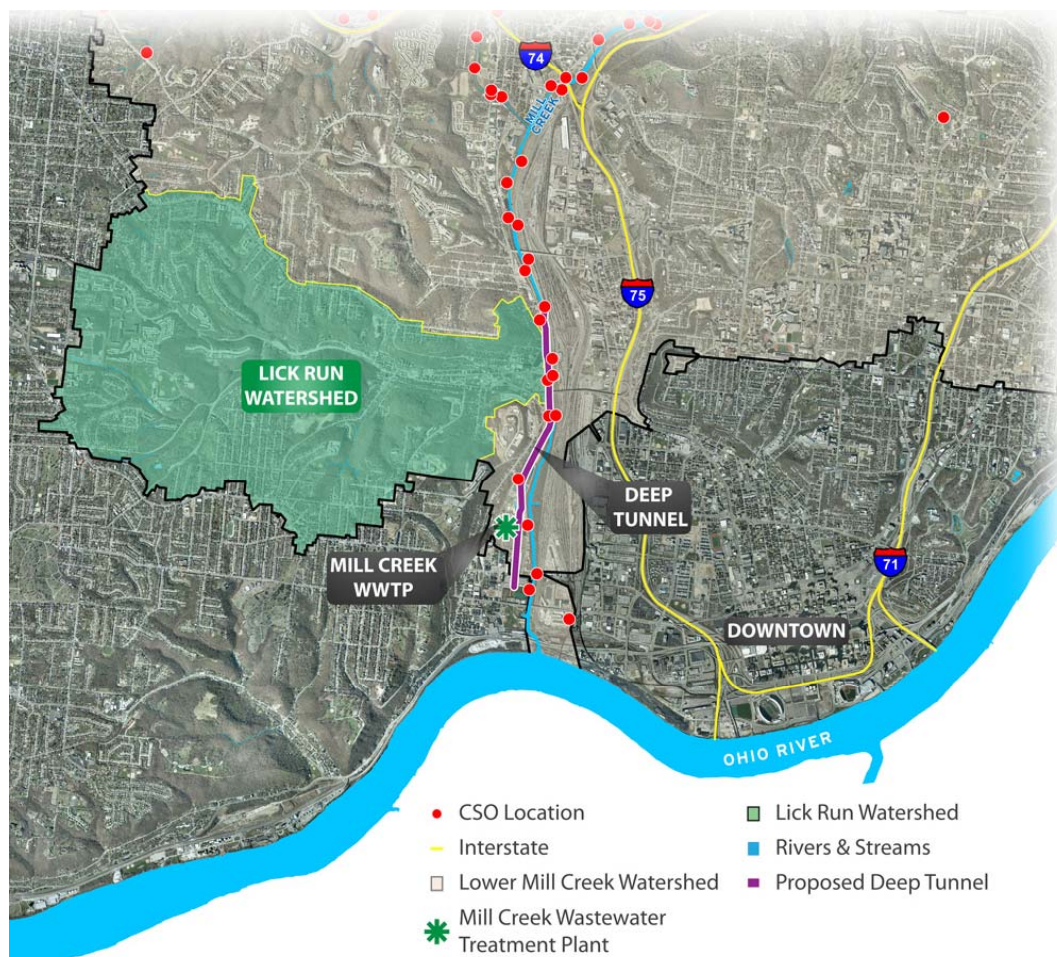 74
MILL CREEK
75
LICK RUN
WATERSHED
DEEP
TUNNEL
MILL CREEK
WWTP
71
DOWNTOWN
OHIO RIVER
CSO Location
Interstate
Lower Mill Creek Watershed
Mill Creek Wastewater
Treatment Plant
Lick Run Watershed
Rivers & Streams
Proposed Deep Tunnel